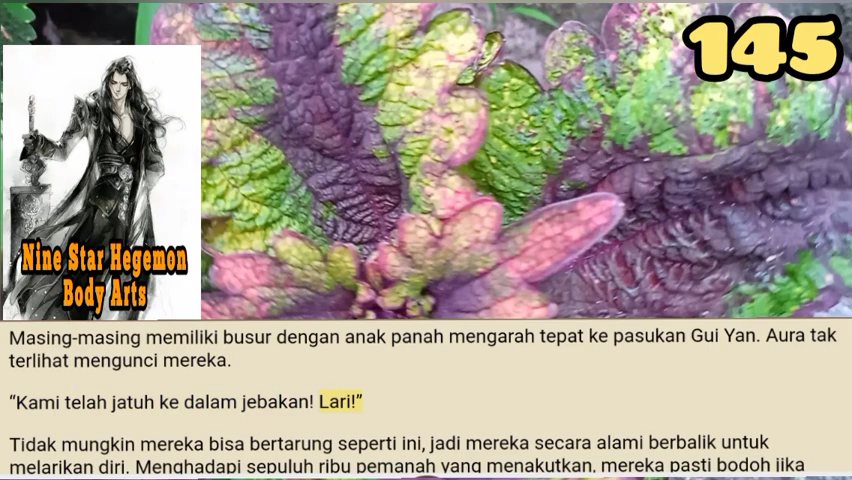 145
Nine Star Hegemon
Body Arts
Masing-masing memiliki busur dengan anak panah mengarah tepat ke pasukan Gui Yan. Aura tak
terlihat mengunci mereka.
“Kami telah jatuh ke dalam jebakan! Lari!”
Tidak mungkin mereka bisa bertarung seperti ini, jadi mereka secara alami berbalik untuk
melarikan diri. Menghadapi sepuluh ribu pemanah yang menakutkan, mereka pasti bodoh jika